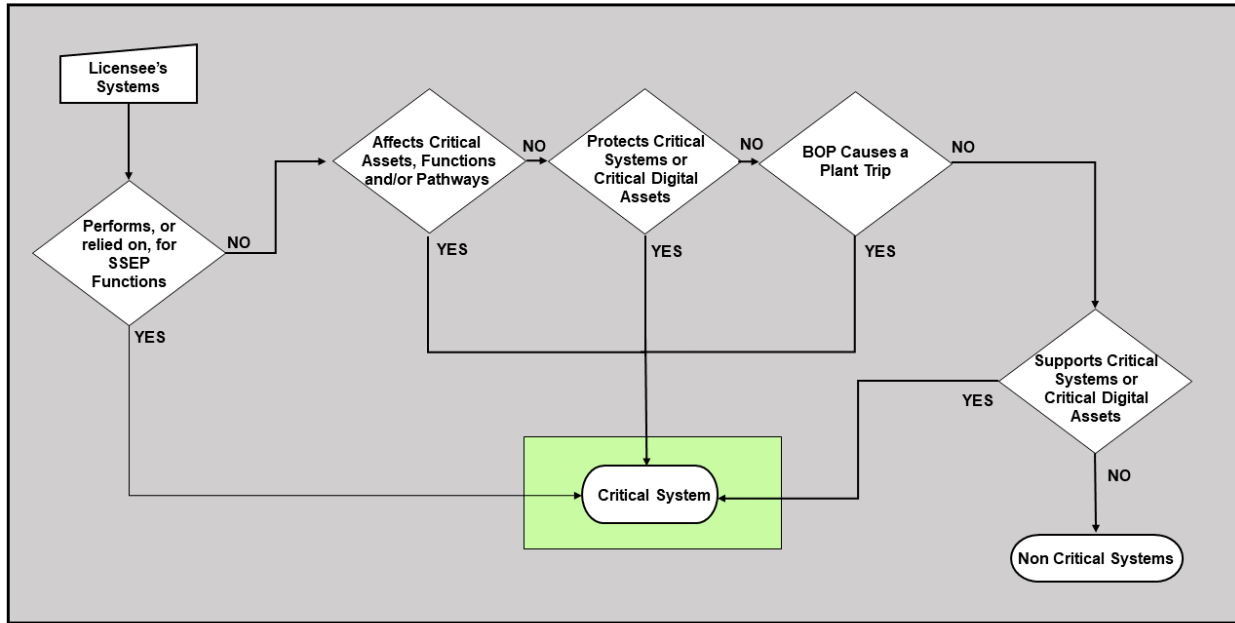 Licensee's
Systems
Performs, or
relied on, for
SSEP
Functions
NO
YES
Affects Critical
Assets, Functions
and/or Pathways
NO
YES
Protects Critical
Systems or
Critical Digital
Assets
NO
YES
BOP Causes a
Plant Trip
NO
YES
Supports Critical
Systems or
Critical Digital
Assets
YES
NO
Critical System
Non Critical Systems